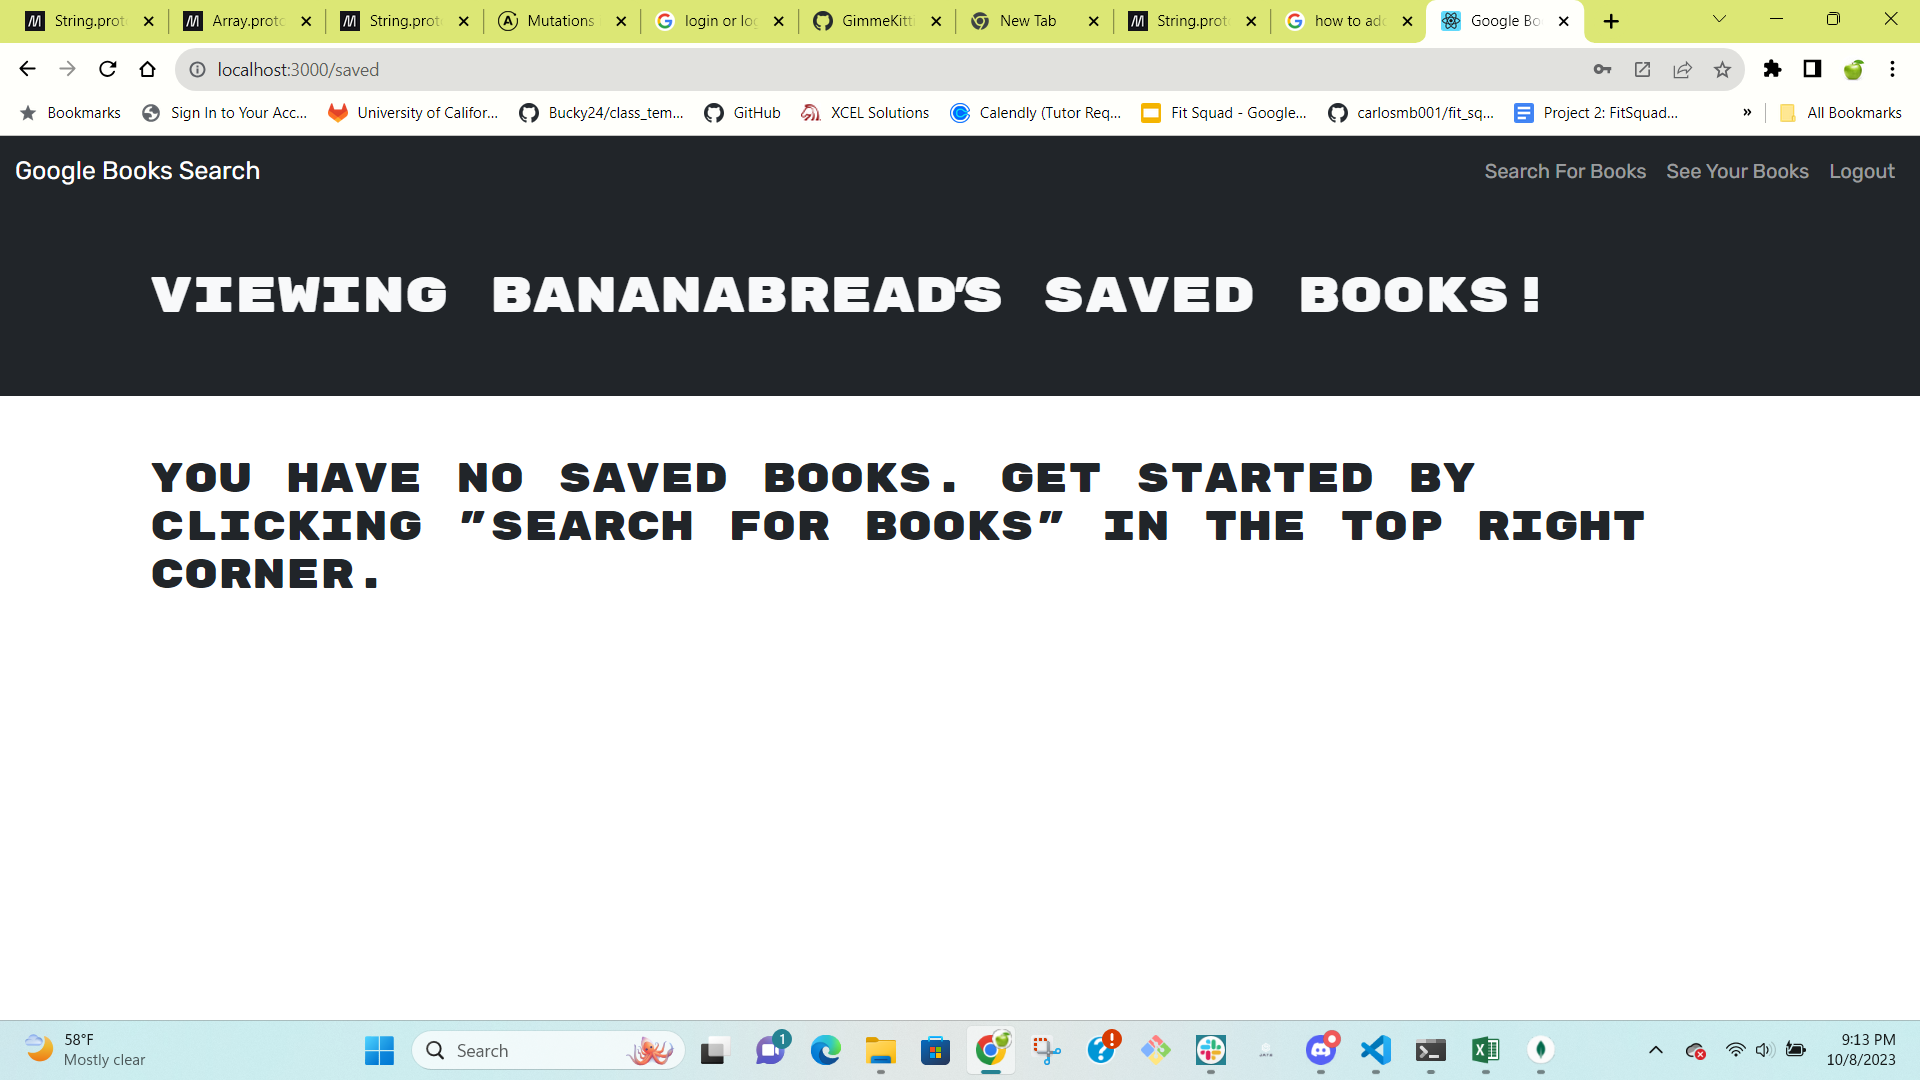 String.prot
Array.proto
String.prot
Mutations
login or log
GimmeKitt
New Tab
String.prot
how to add
Google Bo
localhost:3000/saved
Bookmarks
Sign In to Your Acc...
University of Califor...
Bucky24/class_tem...
GitHub
XCEL Solutions
Calendly (Tutor Req...
Fit Squad - Google...
carlosmb001/fit_sq...
Project 2: FitSquad...
»
All Bookmarks
Google Books Search
Search For Books
See Your Books
Logout
VIEWING BANANABREAD'S SAVED BOOKS!
YOU HAVE NO SAVED BOOKS. GET STARTED BY
CLICKING "SEARCH FOR BOOKS" IN THE TOP RIGHT
CORNER.
58°F
Mostly clear
Search
1
9:13 PM
10/8/2023